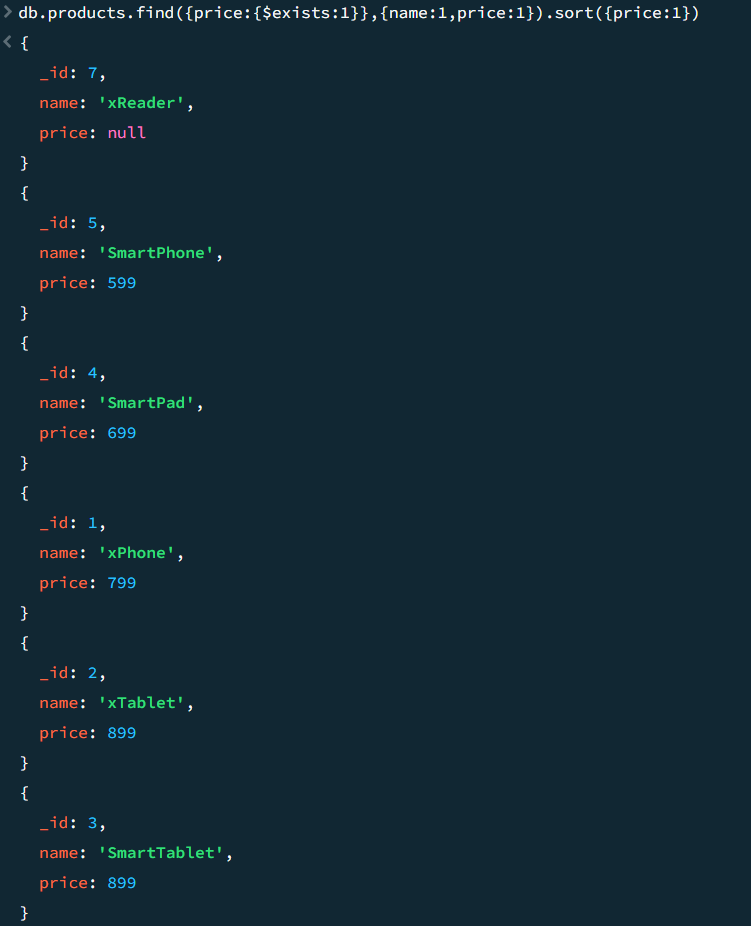 > db.products.find({price:{$exists:1}},{name:1,price:1}).sort({price:1})
< {
_id: 7,
name: 'xReader',
price: null
}
{
_id: 5,
name: 'SmartPhone',
price: 599
}
{
_id: 4,
name: 'SmartPad',
price: 699
}
{
_id: 1,
name: 'xPhone',
price: 799
}
{
_id: 2,
name: 'xTablet',
price: 899
}
{
_id: 3,
name: 'SmartTablet',
price: 899
}